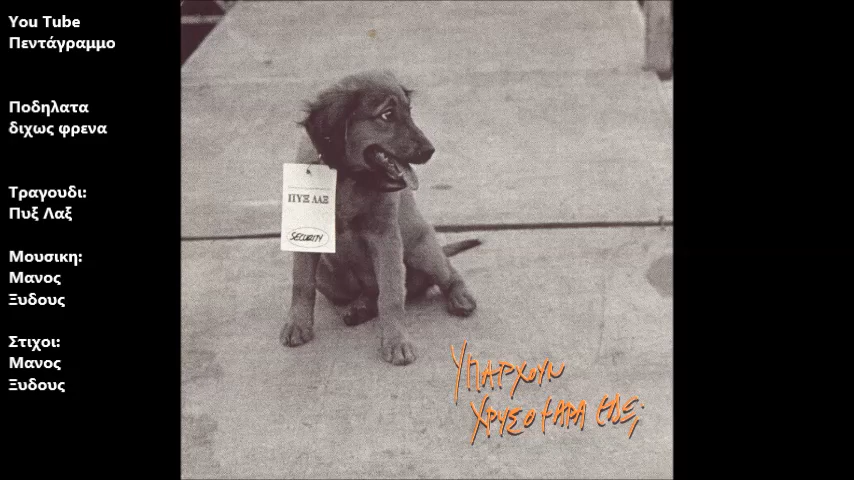 You Tube
Πεντάγραμμο
Ποδηλατα
διχως φρενα
Τραγουδι:
Πυξ Λαξ
Μουσικη:
Μανος
Ξυδους
Στιχοι:
Μανος
Ξυδους
ΠΥΞ ΛΑΞ
SECURITY
ΥΠΑΡΧΟΥΝ
ΧΡΥΣΟΨΑΡΑ ΕΔΩ;